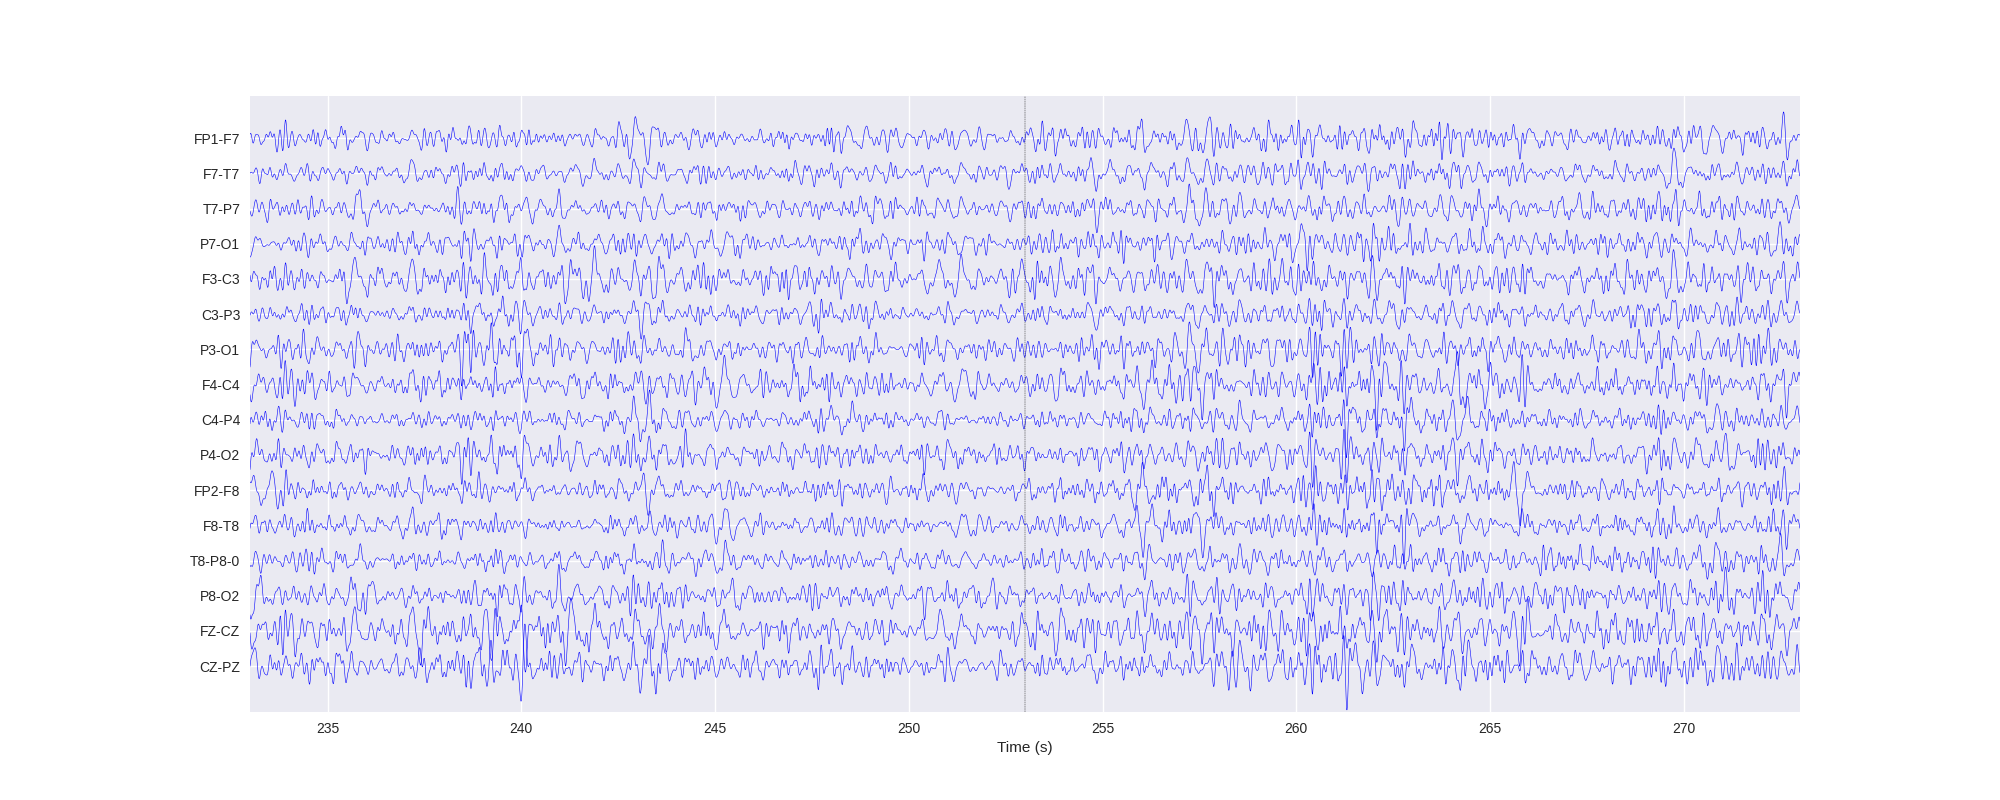 FP1-F7
F7-T7
T7-P7
P7-O1
F3-C3
C3-P3
P3-O1
F4-C4
C4-P4
P4-O2
FP2-F8
F8-T8
T8-P8-0
P8-O2
FZ-CZ
CZ-PZ
235 240 245 250 255 260 265 270
Time (s)